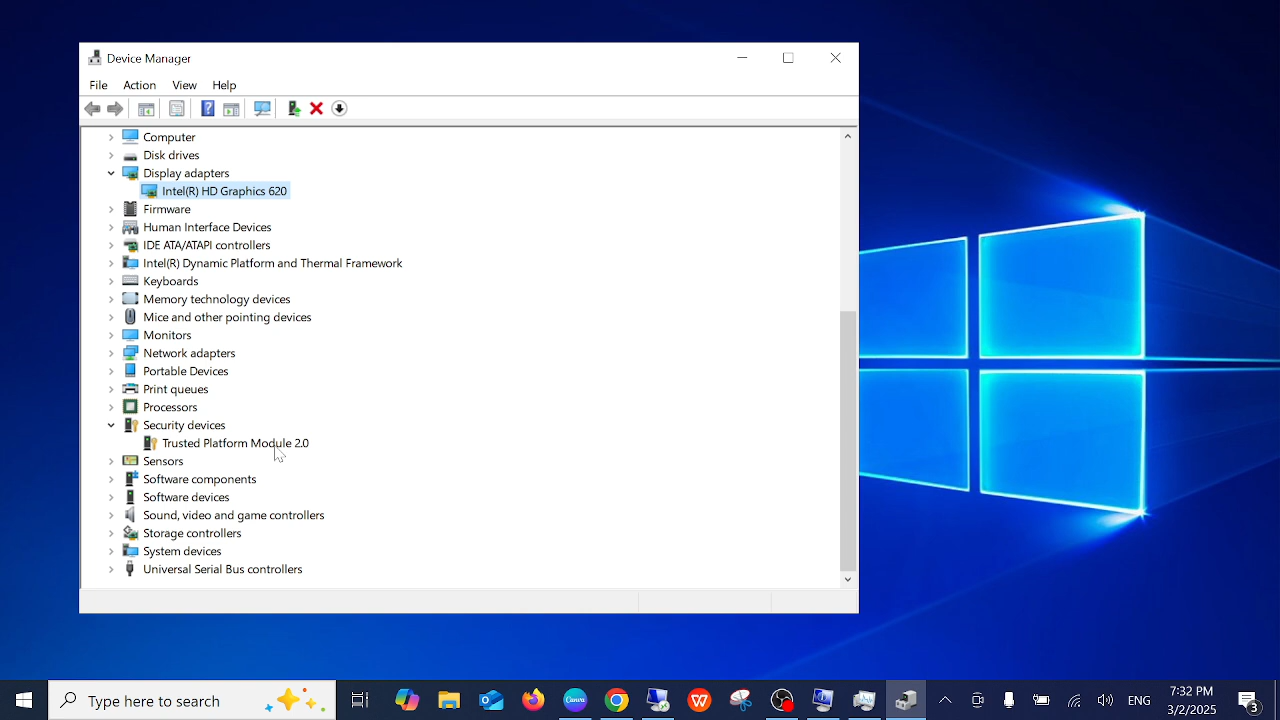 Device Manager
File Action View Help
Computer
Disk drives
Display adapters
Intel(R) HD Graphics 620
Firmware
Human Interface Devices
IDE ATA/ATAPI controllers
Intel(R) Dynamic Platform and Thermal Framework
Keyboards
Memory technology devices
Mice and other pointing devices
Monitors
Network adapters
Portable Devices
Print queues
Processors
Security devices
Trusted Platform Module 2.0
Sensors
Software components
Software devices
Sound, video and game controllers
Storage controllers
System devices
Universal Serial Bus controllers
Type here to search
Canva
ENG
7:32 PM
3/2/2025
3